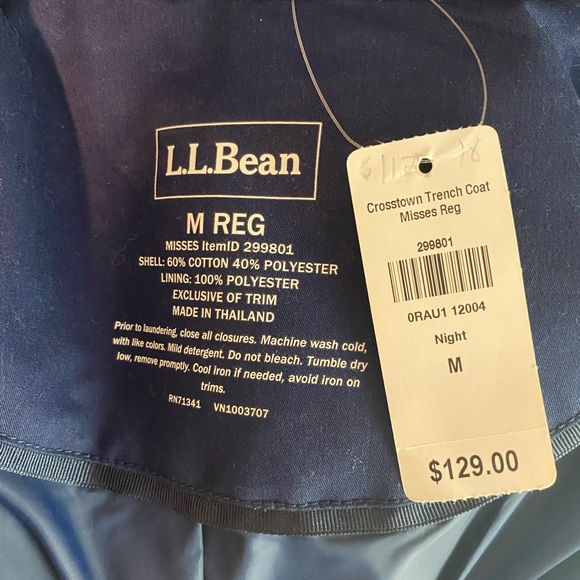 L.L.Bean
M REG
MISSES ItemID 299801
SHELL: 60% COTTON 40% POLYESTER
LINING: 100% POLYESTER
EXCLUSIVE OF TRIM
MADE IN THAILAND
Prior to laundering, close all closures. Machine wash cold,
with like colors. Mild detergent. Do not bleach. Tumble dry
low, remove promptly. Cool iron if needed, avoid iron on
trims.
RN71341 VN1003707
Crosstown Trench Coat
Misses Reg
299801
0RAU1 12004
Night
M
$129.00